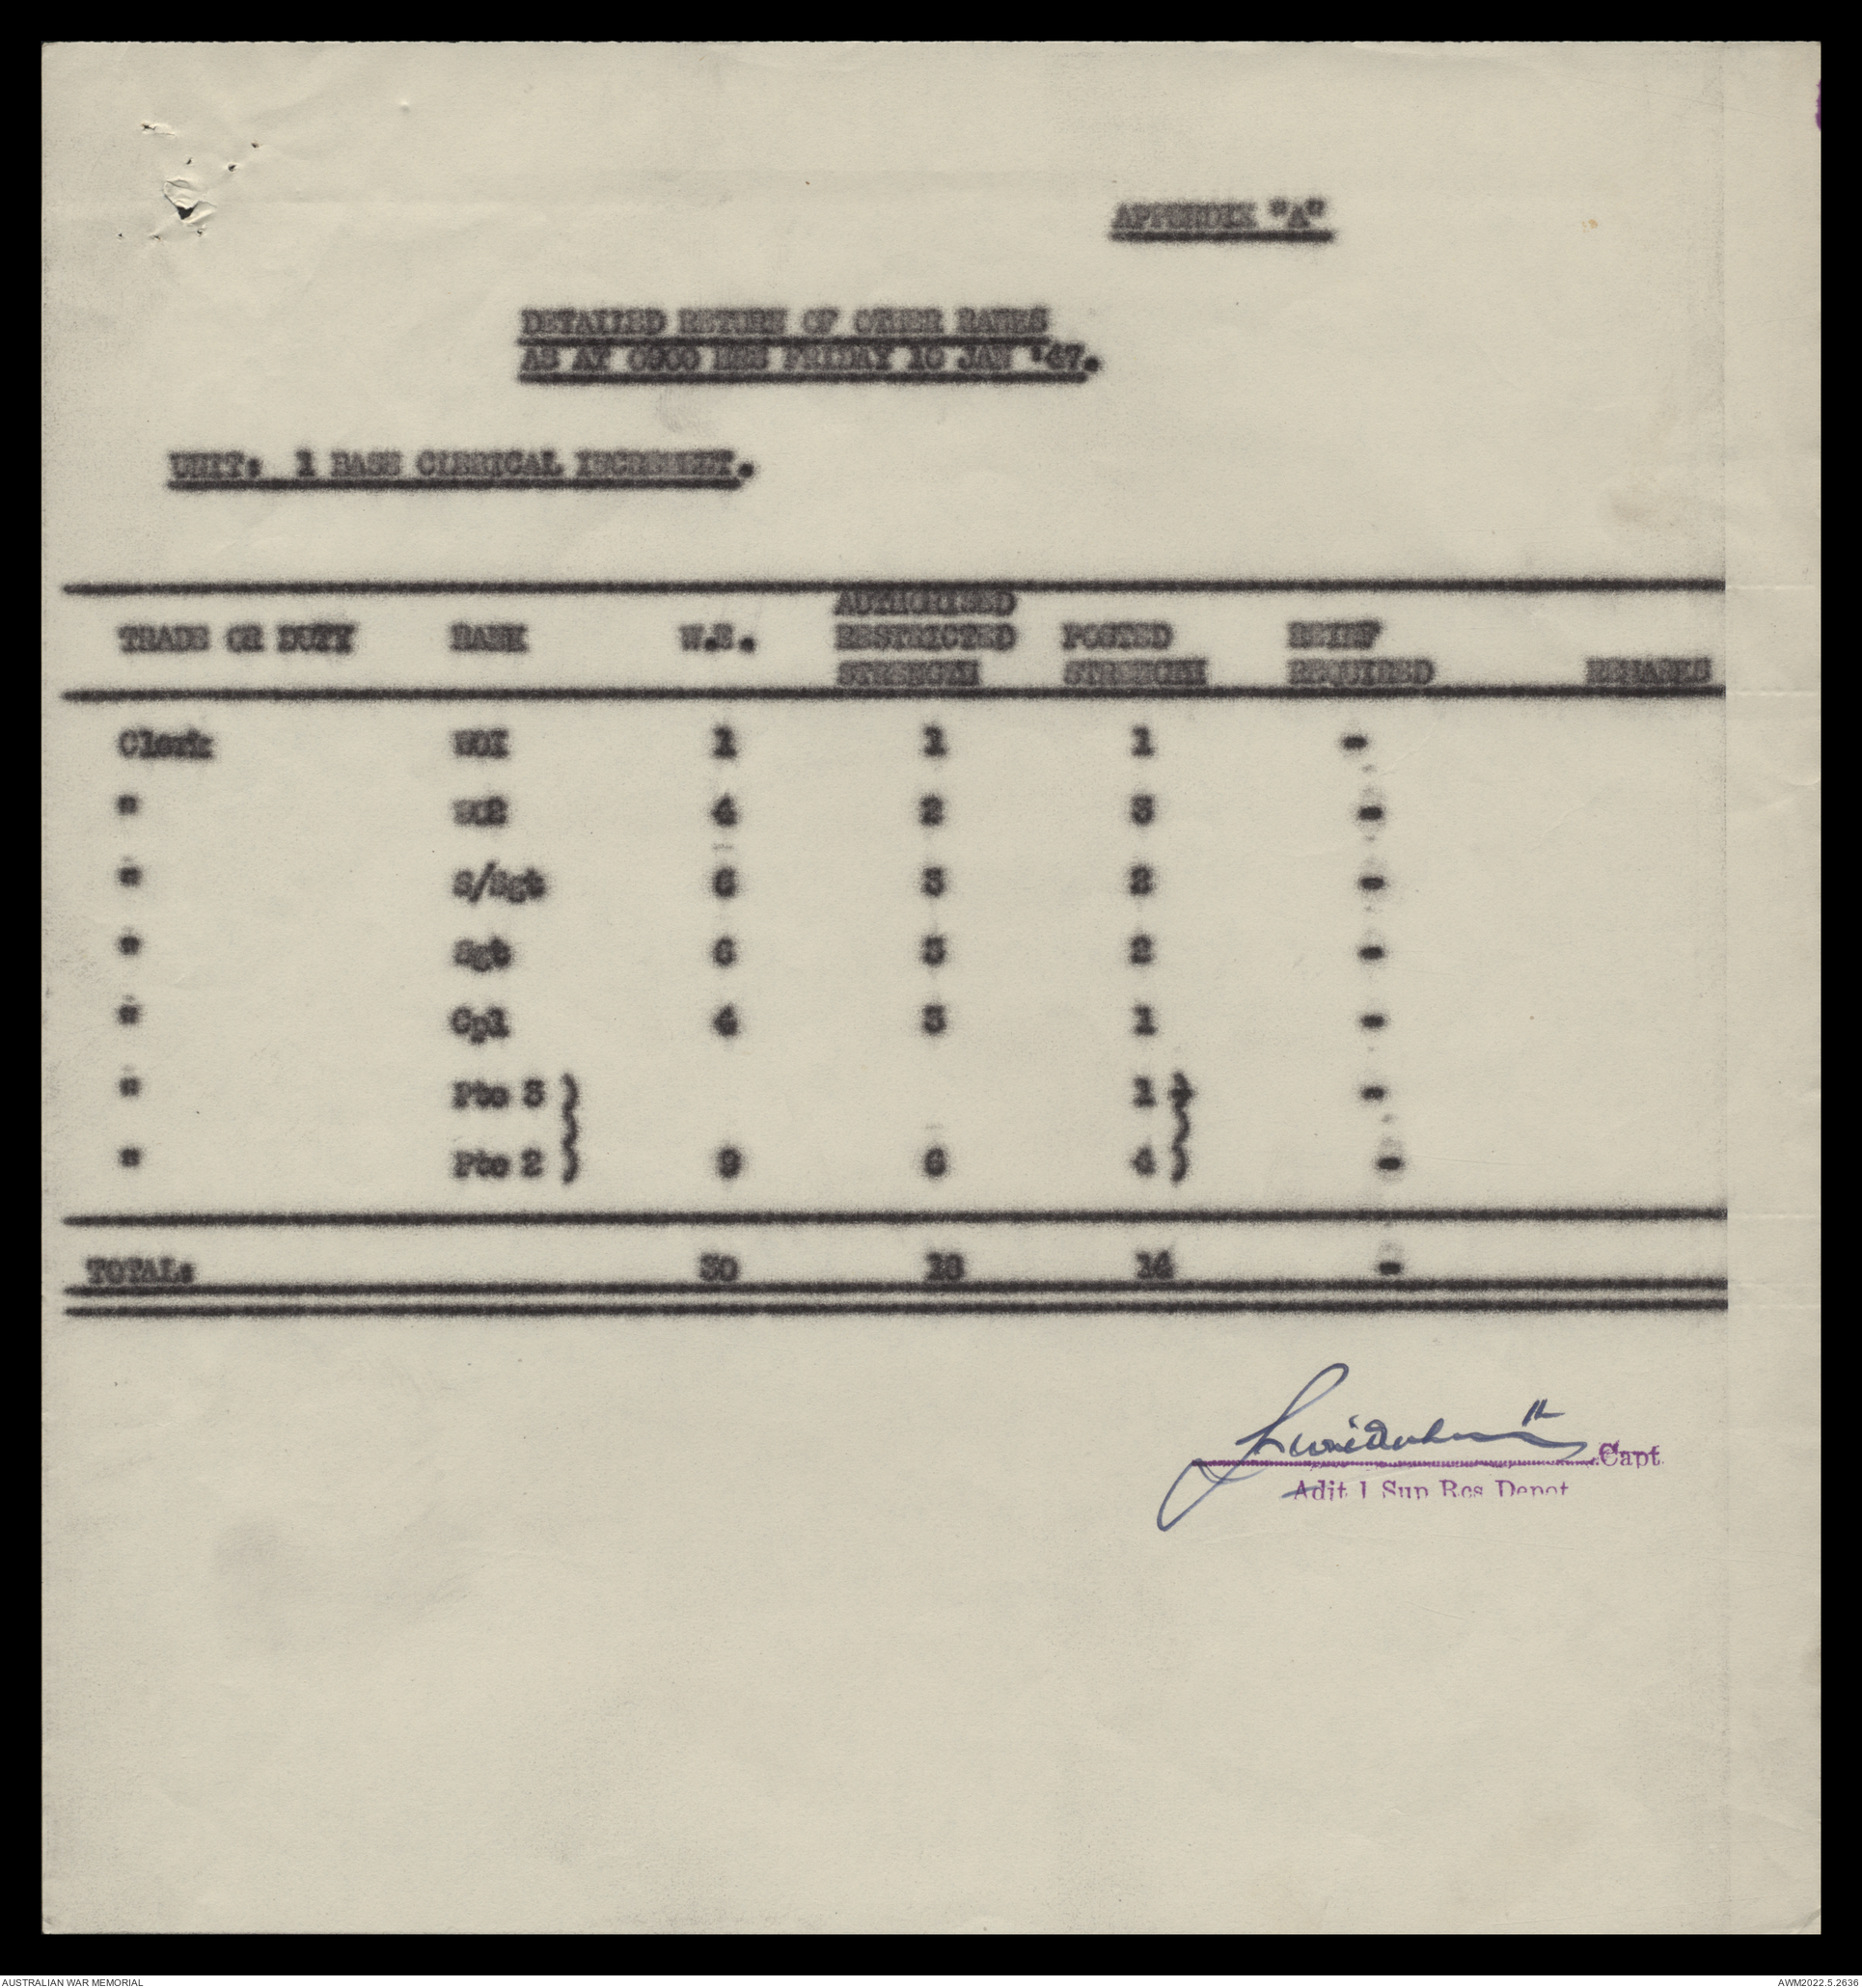 APPENDIX "A"
DETAILED RETURN OF OTHER RANKS
AS AT 0900 HRS FRIDAY 10 JAN '47.
UNIT: 1 BASE CLERICAL INCREMENT.
TRADE OR DUTY RANK W.E. AUTHORISED RESTRICTED STRENGTH POSTED STRENGTH REINF REQUIRED REMARKS
Clerk WO1 1 1 1 -
" WO2 4 2 3 -
" S/Sgt 6 3 2 -
" Sgt 6 3 2 -
" Cpl 4 3 1 -
" Pte 3 } 1 } -
" Pte 2 } 9 6 4 } -
TOTAL: 30 18 14 -
Capt.
Adjt 1 Sup Res Depot
AUSTRALIAN WAR MEMORIAL AWM2022.5.2636